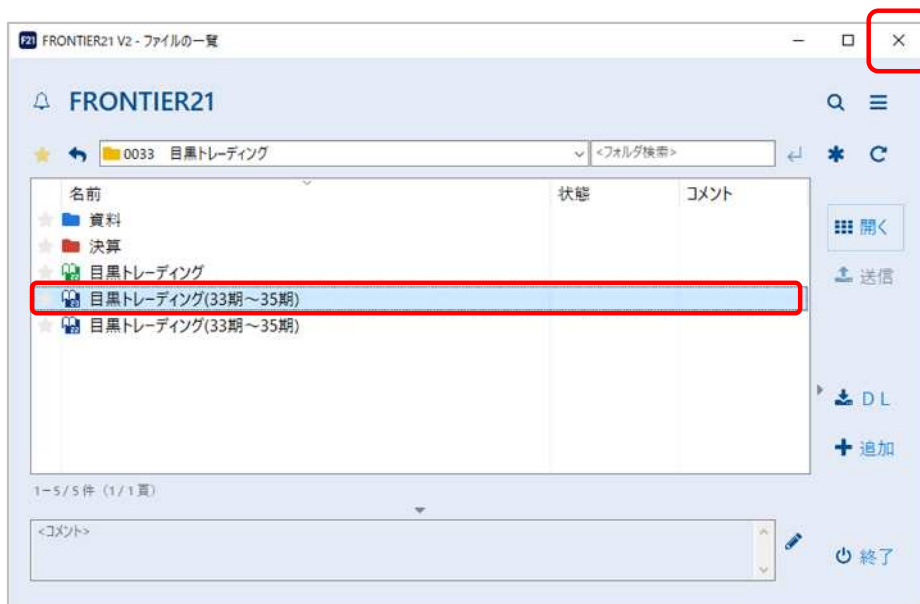 F21 FRONTIER21 V2 - ファイルの一覧
FRONTIER21
0033 目黒トレーディング <フォルダ検索>
名前 状態 コメント
資料
決算
目黒トレーディング
目黒トレーディング(33期～35期)
目黒トレーディング(33期～35期)
開く
送信
DL
追加
1-5/5件 (1/1頁)
<コメント>
終了